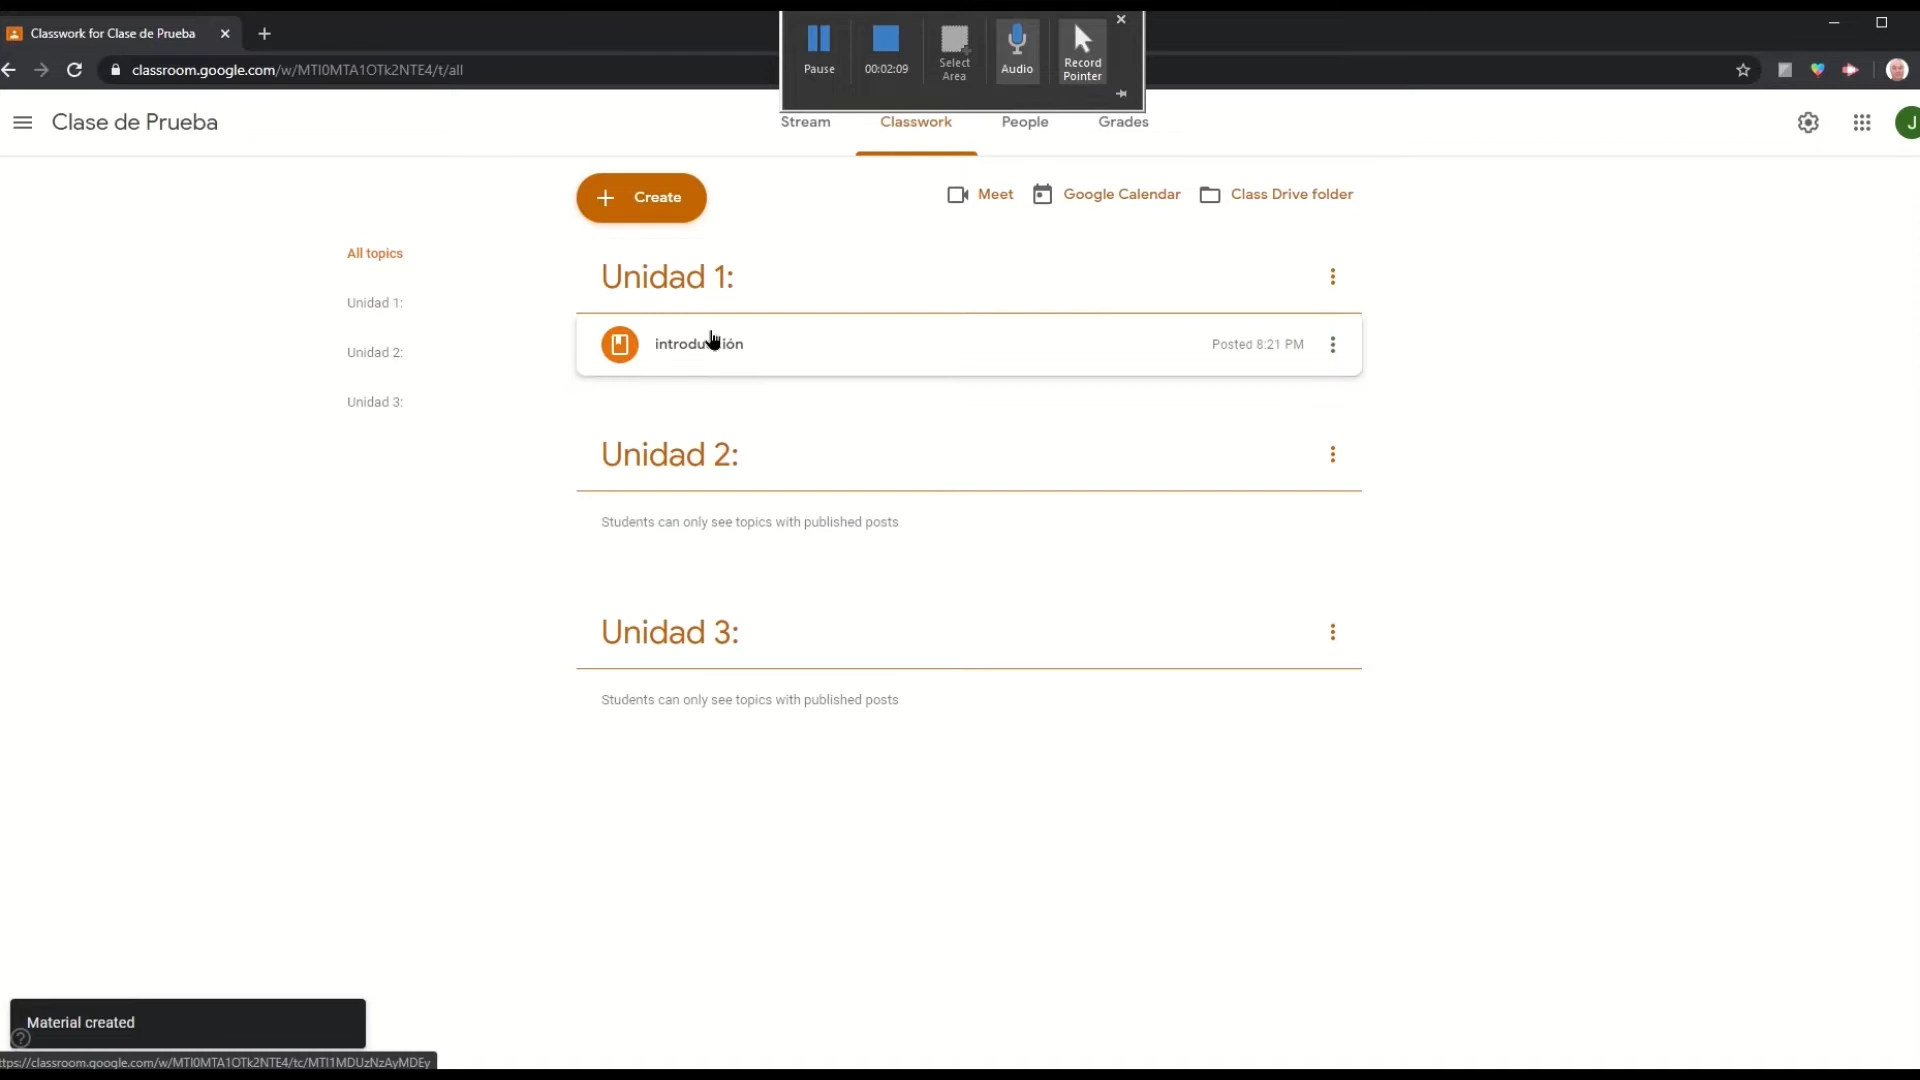 Classwork for Clase de Prueba
classroom.google.com/w/MTI0MTA1OTk2NTE4/t/all
Pause
00:02:09
Select
Area
Audio
Record
Pointer
Clase de Prueba
Stream
Classwork
People
Grades
J
Create
Meet
Google Calendar
Class Drive folder
All topics
Unidad 1:
Unidad 2:
Unidad 3:
Unidad 1:
Posted 8:21 PM
Unidad 2:
Students can only see topics with published posts
Unidad 3:
Students can only see topics with published posts
Material created
ttps://classroom.google.com/w/MTI0MTA1OTk2NTE4/tc/MTI1MDUzNzAyMDEy